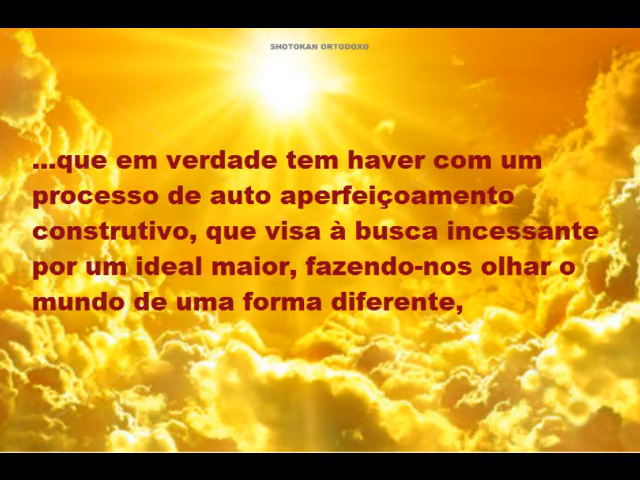 SHOTOKAN ORTODOXO
...que em verdade tem haver com um
processo de auto aperfeiçoamento
construtivo, que visa à busca incessante
por um ideal maior, fazendo-nos olhar o
mundo de uma forma diferente,